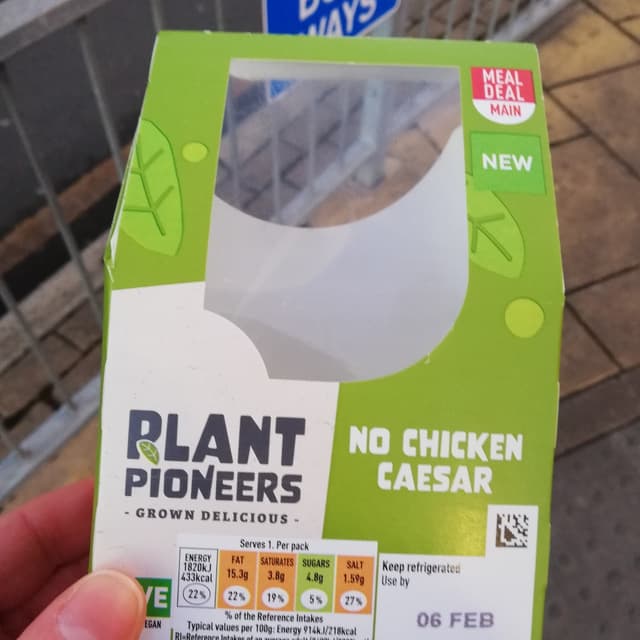 WAYS
MEAL
DEAL
MAIN
NEW
PLANT
PIONEERS
- GROWN DELICIOUS -
NO CHICKEN
CAESAR
Serves 1. Per pack
ENERGY
1820kJ
433kcal
22%
FAT
15.3g
22%
SATURATES
3.8g
19%
SUGARS
4.8g
5%
SALT
1.59g
27%
% of the Reference Intakes
Typical values per 100g: Energy 914kJ/218kcal
Keep refrigerated
Use by
06 FEB
VE
VEGAN